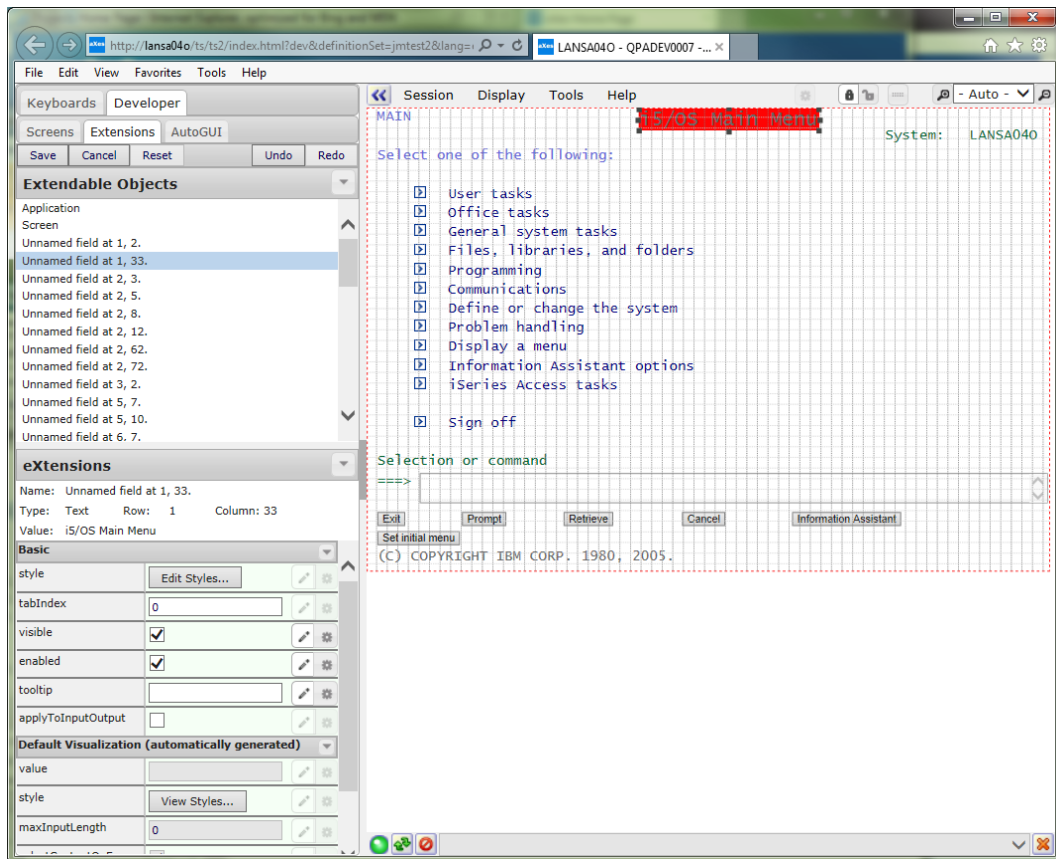 http://lansa04o/ts/ts2/index.html?dev&definitionSet=jmtest2&lang=
LANSA04O - QPADEV0007 -...
File Edit View Favorites Tools Help
Keyboards Developer
Screens Extensions AutoGUI
Save Cancel Reset Undo Redo
Extendable Objects
Application
Screen
Unnamed field at 1, 2.
Unnamed field at 1, 33.
Unnamed field at 2, 3.
Unnamed field at 2, 5.
Unnamed field at 2, 8.
Unnamed field at 2, 12.
Unnamed field at 2, 62.
Unnamed field at 2, 72.
Unnamed field at 3, 2.
Unnamed field at 5, 7.
Unnamed field at 5, 10.
Unnamed field at 6, 7.
eXtensions
Name: Unnamed field at 1, 33.
Type: Text Row: 1 Column: 33
Value: i5/OS Main Menu
Basic
style Edit Styles...
tabIndex 0
visible
enabled
tooltip
applyToInputOutput
Default Visualization (automatically generated)
value
style View Styles...
maxInputLength 0
Session Display Tools Help
- Auto -
MAIN i5/OS Main Menu
System: LANSA04O
Select one of the following:
User tasks
Office tasks
General system tasks
Files, libraries, and folders
Programming
Communications
Define or change the system
Problem handling
Display a menu
Information Assistant options
iSeries Access tasks
Sign off
Selection or command
===>
Exit Prompt Retrieve Cancel Information Assistant
Set initial menu
(C) COPYRIGHT IBM CORP. 1980, 2005.